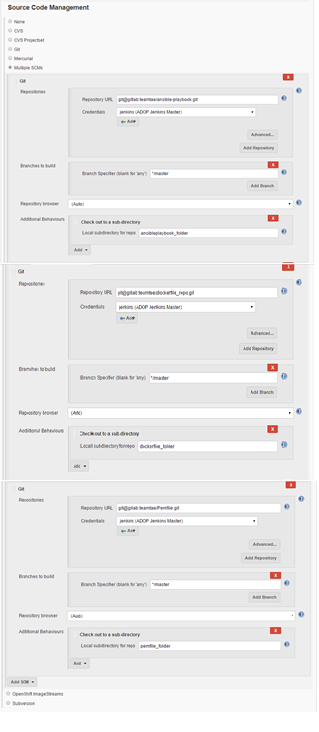 Source Code Management
None
CVS
CVS Projectset
Git
Mercurial
Multiple SCMs
X
Git
Repositories
Repository URL git@gitlab:teamtas/ansible-playbook.git
Credentials jenkins (ADOP Jenkins Master)
Add
Advanced...
Add Repository
X
Branches to build
Branch Specifier (blank for 'any') */master
Add Branch
Repository browser (Auto)
X
Additional Behaviours Check out to a sub-directory
Local subdirectory for repo ansibleplaybook_folder
Add
X
Git
Repositories
Repository URL git@gitlab:teamtas/dockerfile_repo.git
Credentials jenkins (ADOP Jenkins Master)
Add
Advanced...
Add Repository
X
Branches to build
Branch Specifier (blank for 'any') */master
Add Branch
Repository browser (Auto)
X
Additional Behaviours Check out to a sub-directory
Local subdirectory for repo dockerfile_folder
Add
X
Git
Repositories
Repository URL git@gitlab:teamtas/Pemfile.git
Credentials jenkins (ADOP Jenkins Master)
Add
Advanced...
Add Repository
X
Branches to build
Branch Specifier (blank for 'any') */master
Add Branch
Repository browser (Auto)
X
Additional Behaviours Check out to a sub-directory
Local subdirectory for repo pemfile_folder
Add
Add SCM
OpenShift ImageStreams
Subversion